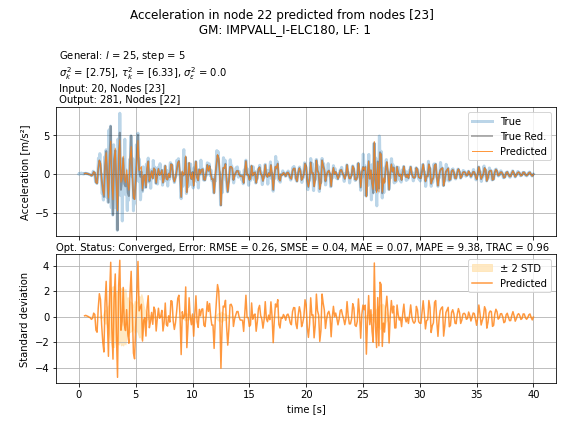 Acceleration in node 22 predicted from nodes [23]
GM: IMPVALL_I-ELC180, LF: 1
General: l = 25, step = 5
σ²ₖ = [2.75], τ²ₖ = [6.33], σ²ε = 0.0
Input: 20, Nodes [23]
Output: 281, Nodes [22]
Acceleration [m/s²]
5
0
−5
True
True Red.
Predicted
Opt. Status: Converged, Error: RMSE = 0.26, SMSE = 0.04, MAE = 0.07, MAPE = 9.38, TRAC = 0.96
Standard deviation
4
2
0
−2
−4
± 2 STD
Predicted
0 5 10 15 20 25 30 35 40
time [s]